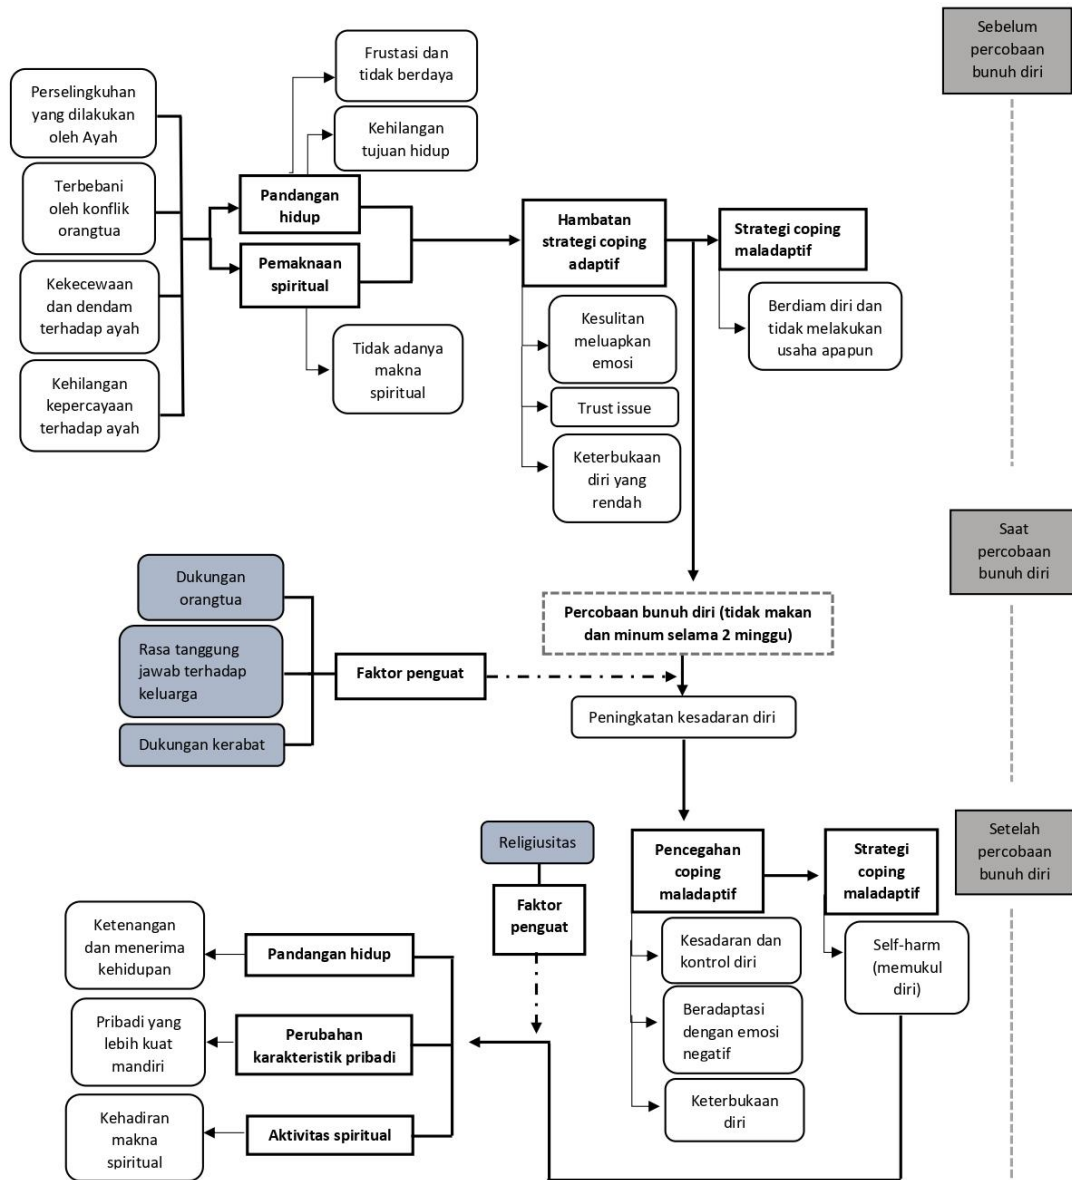 Sebelum
percobaan
bunuh diri
Frustasi dan
tidak berdaya
Perselingkuhan
yang dilakukan
oleh Ayah
Kehilangan
tujuan hidup
Terbebani
oleh konflik
orangtua
Pandangan
hidup
Pemaknaan
spiritual
Hambatan
strategi coping
adaptif
Strategi coping
maladaptif
Kekecewaan
dan dendam
terhadap ayah
Kesulitan
meluapkan
emosi
Berdiam diri dan
tidak melakukan
usaha apapun
Tidak adanya
makna
spiritual
Kehilangan
kepercayaan
terhadap ayah
Trust issue
Keterbukaan
diri yang
rendah
Saat
percobaan
bunuh diri
Dukungan
orangtua
Percobaan bunuh diri (tidak makan
dan minum selama 2 minggu)
Rasa tanggung
jawab terhadap
keluarga
Faktor penguat
Peningkatan kesadaran diri
Dukungan kerabat
Setelah
percobaan
bunuh diri
Religiusitas
Pencegahan
coping
maladaptif
Strategi
coping
maladaptif
Faktor
penguat
Ketenangan
dan menerima
kehidupan
Pandangan hidup
Kesadaran dan
kontrol diri
Self-harm
(memukul
diri)
Pribadi yang
lebih kuat
mandiri
Perubahan
karakteristik pribadi
Beradaptasi
dengan emosi
negatif
Kehadiran
makna
spiritual
Aktivitas spiritual
Keterbukaan
diri